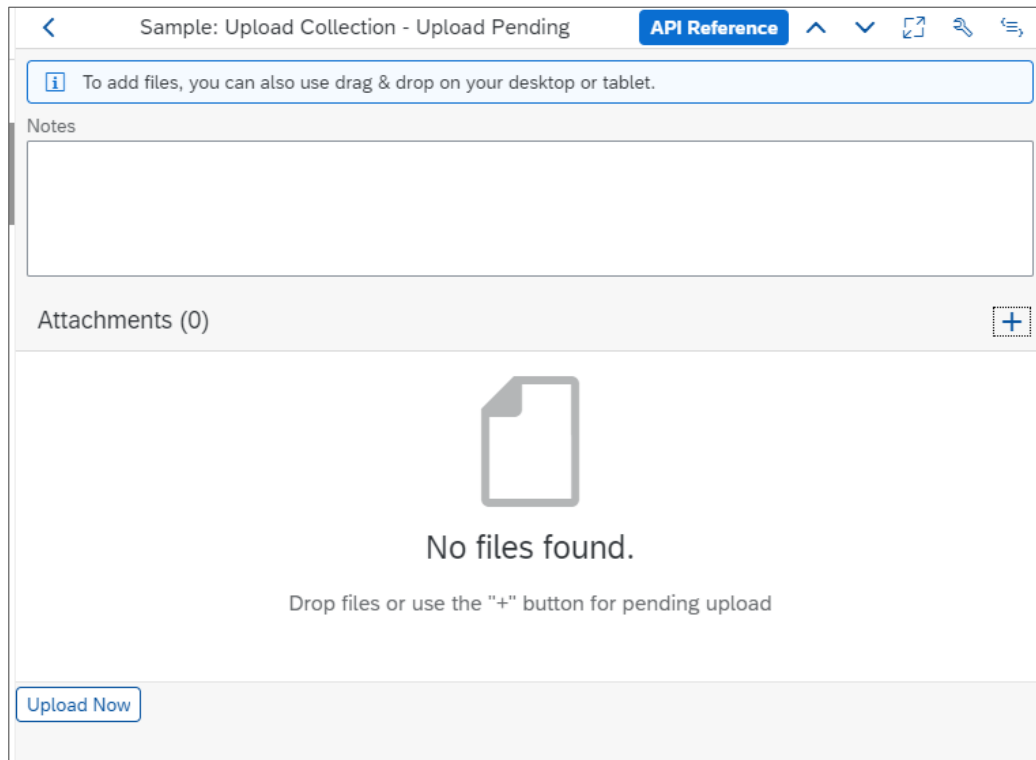 Sample: Upload Collection - Upload Pending
API Reference
To add files, you can also use drag & drop on your desktop or tablet.
Notes
Attachments (0)
No files found.
Drop files or use the "+" button for pending upload
Upload Now